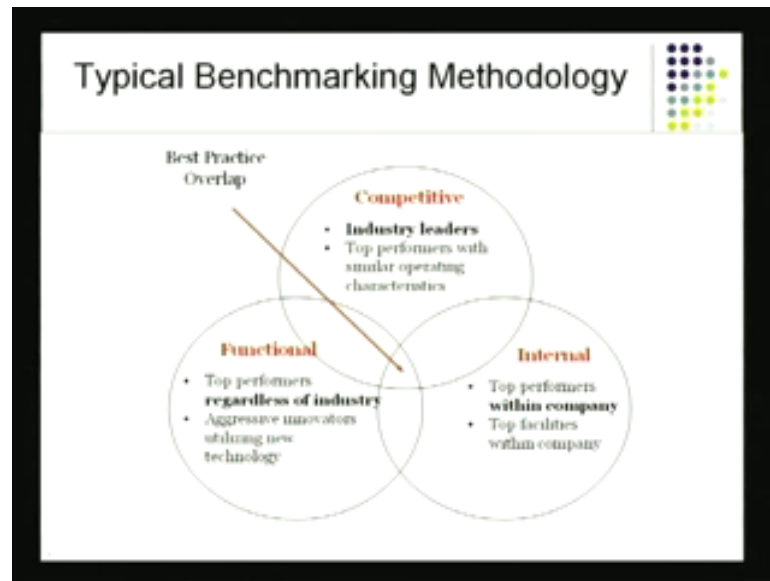 Typical Benchmarking Methodology
Best Practice
Overlap
Competitive
• Industry leaders
• Top performers with
similar operating
characteristics
Functional
• Top performers
regardless of industry
• Aggressive innovators
utilizing new
technology
Internal
• Top performers
within company
• Top facilities
within company